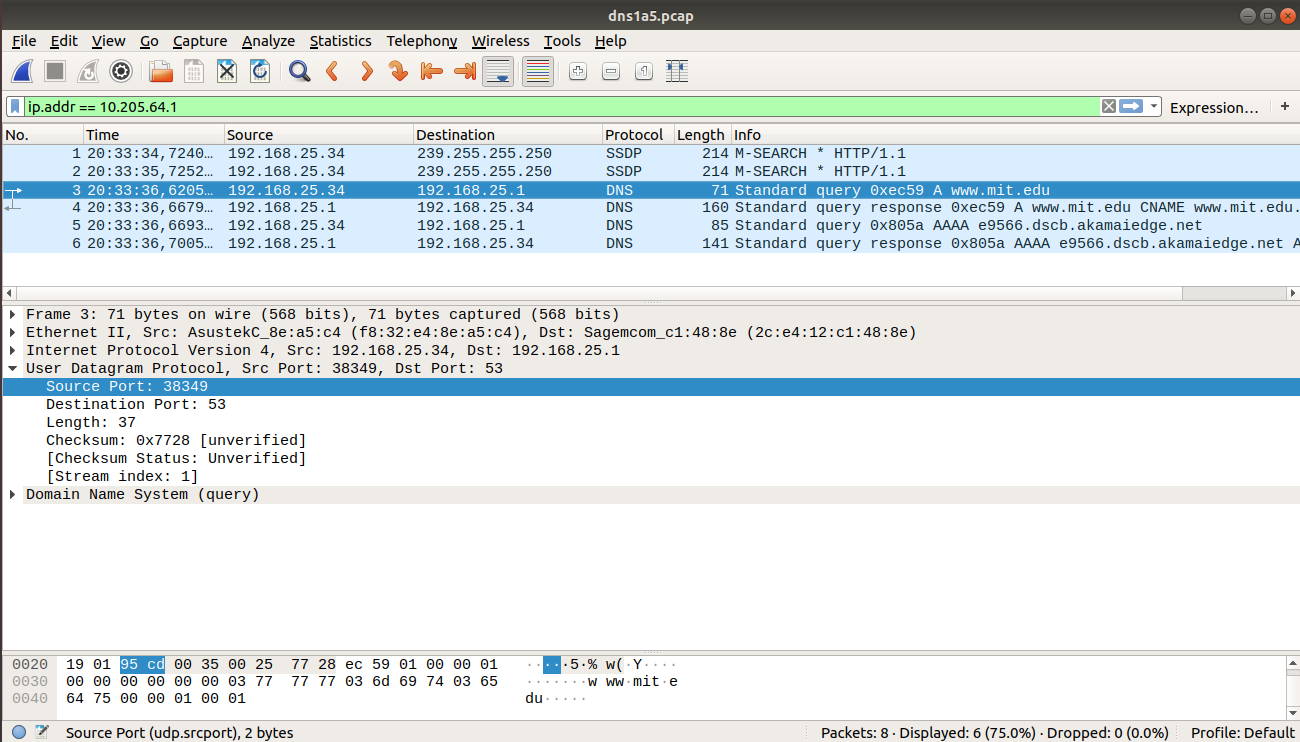 dns1a5.pcap
File Edit View Go Capture Analyze Statistics Telephony Wireless Tools Help
ip.addr == 10.205.64.1 Expression… +
No. Time Source Destination Protocol Length Info
1 20:33:34,7240… 192.168.25.34 239.255.255.250 SSDP 214 M-SEARCH * HTTP/1.1
2 20:33:35,7252… 192.168.25.34 239.255.255.250 SSDP 214 M-SEARCH * HTTP/1.1
3 20:33:36,6205… 192.168.25.34 192.168.25.1 DNS 71 Standard query 0xec59 A www.mit.edu
4 20:33:36,6679… 192.168.25.1 192.168.25.34 DNS 160 Standard query response 0xec59 A www.mit.edu CNAME www.mit.edu.
5 20:33:36,6693… 192.168.25.34 192.168.25.1 DNS 85 Standard query 0x805a AAAA e9566.dscb.akamaiedge.net
6 20:33:36,7005… 192.168.25.1 192.168.25.34 DNS 141 Standard query response 0x805a AAAA e9566.dscb.akamaiedge.net A
Frame 3: 71 bytes on wire (568 bits), 71 bytes captured (568 bits)
Ethernet II, Src: AsustekC_8e:a5:c4 (f8:32:e4:8e:a5:c4), Dst: Sagemcom_c1:48:8e (2c:e4:12:c1:48:8e)
Internet Protocol Version 4, Src: 192.168.25.34, Dst: 192.168.25.1
User Datagram Protocol, Src Port: 38349, Dst Port: 53
Source Port: 38349
Destination Port: 53
Length: 37
Checksum: 0x7728 [unverified]
[Checksum Status: Unverified]
[Stream index: 1]
Domain Name System (query)
0020 19 01 95 cd 00 35 00 25 77 28 ec 59 01 00 00 01 ·····5·% w(·Y····
0030 00 00 00 00 00 00 03 77 77 77 03 6d 69 74 03 65 ·······w ww·mit·e
0040 64 75 00 00 01 00 01 du·····
Source Port (udp.srcport), 2 bytes Packets: 8 · Displayed: 6 (75.0%) · Dropped: 0 (0.0%) Profile: Default